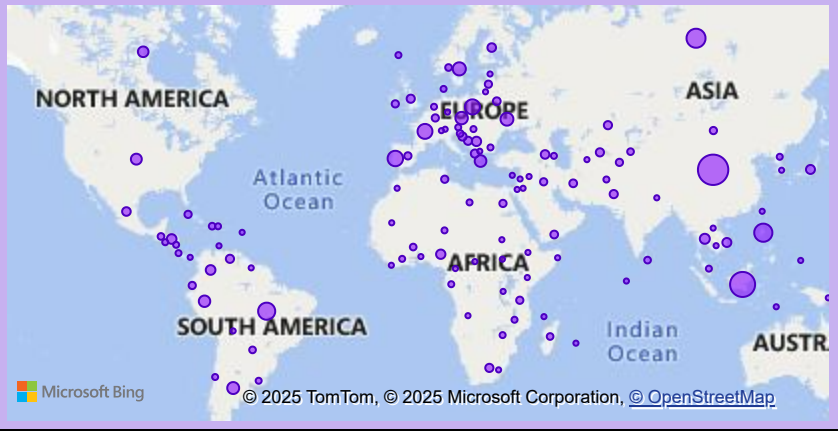 NORTH AMERICA
EUROPE
ASIA
Atlantic
Ocean
AFRICA
SOUTH AMERICA
Indian
Ocean
AUSTR
Microsoft Bing
© 2025 TomTom, © 2025 Microsoft Corporation, © OpenStreetMap